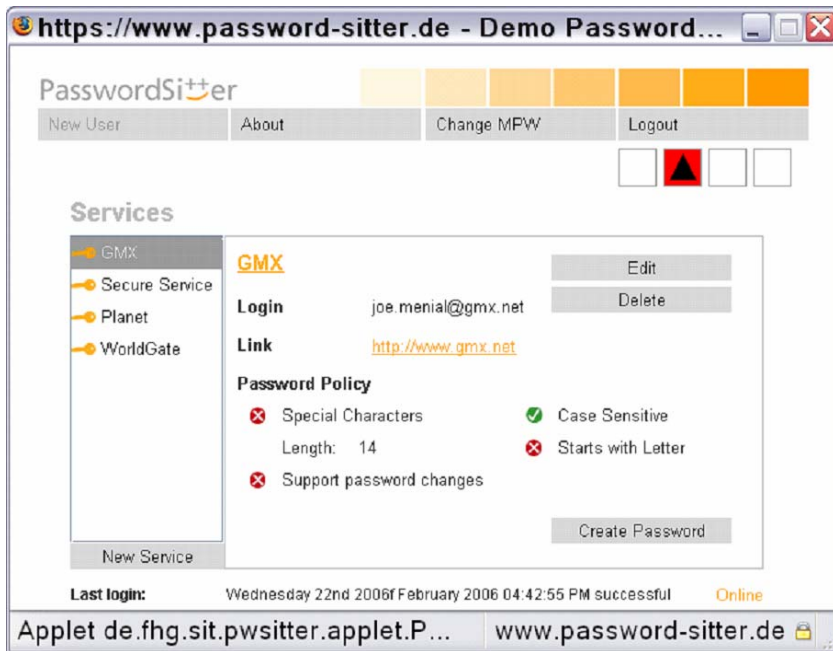 https://www.password-sitter.de - Demo Password...
PasswordSitter
New User About Change MPW Logout
Services
GMX
Secure Service
Planet
WorldGate
New Service
GMX Edit
Delete
Login joe.menial@gmx.net
Link http://www.gmx.net
Password Policy
Special Characters Case Sensitive
Length: 14 Starts with Letter
Support password changes
Create Password
Last login: Wednesday 22nd 2006f February 2006 04:42:55 PM successful Online
Applet de.fhg.sit.pwsitter.applet.P... www.password-sitter.de